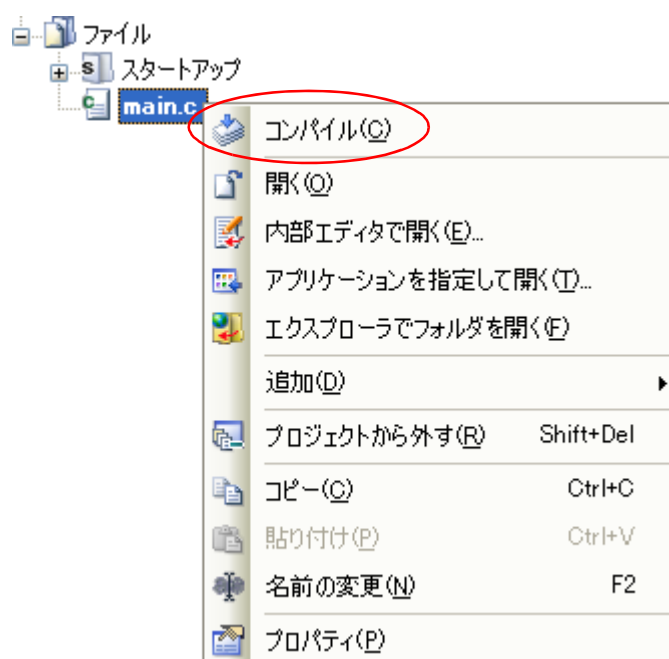 ファイル
スタートアップ
main.c
コンパイル(C)
開く(O)
内部エディタで開く(E)...
アプリケーションを指定して開く(T)...
エクスプローラでフォルダを開く(F)
追加(D)
プロジェクトから外す(R) Shift+Del
コピー(C) Ctrl+C
貼り付け(P) Ctrl+V
名前の変更(N) F2
プロパティ(P)